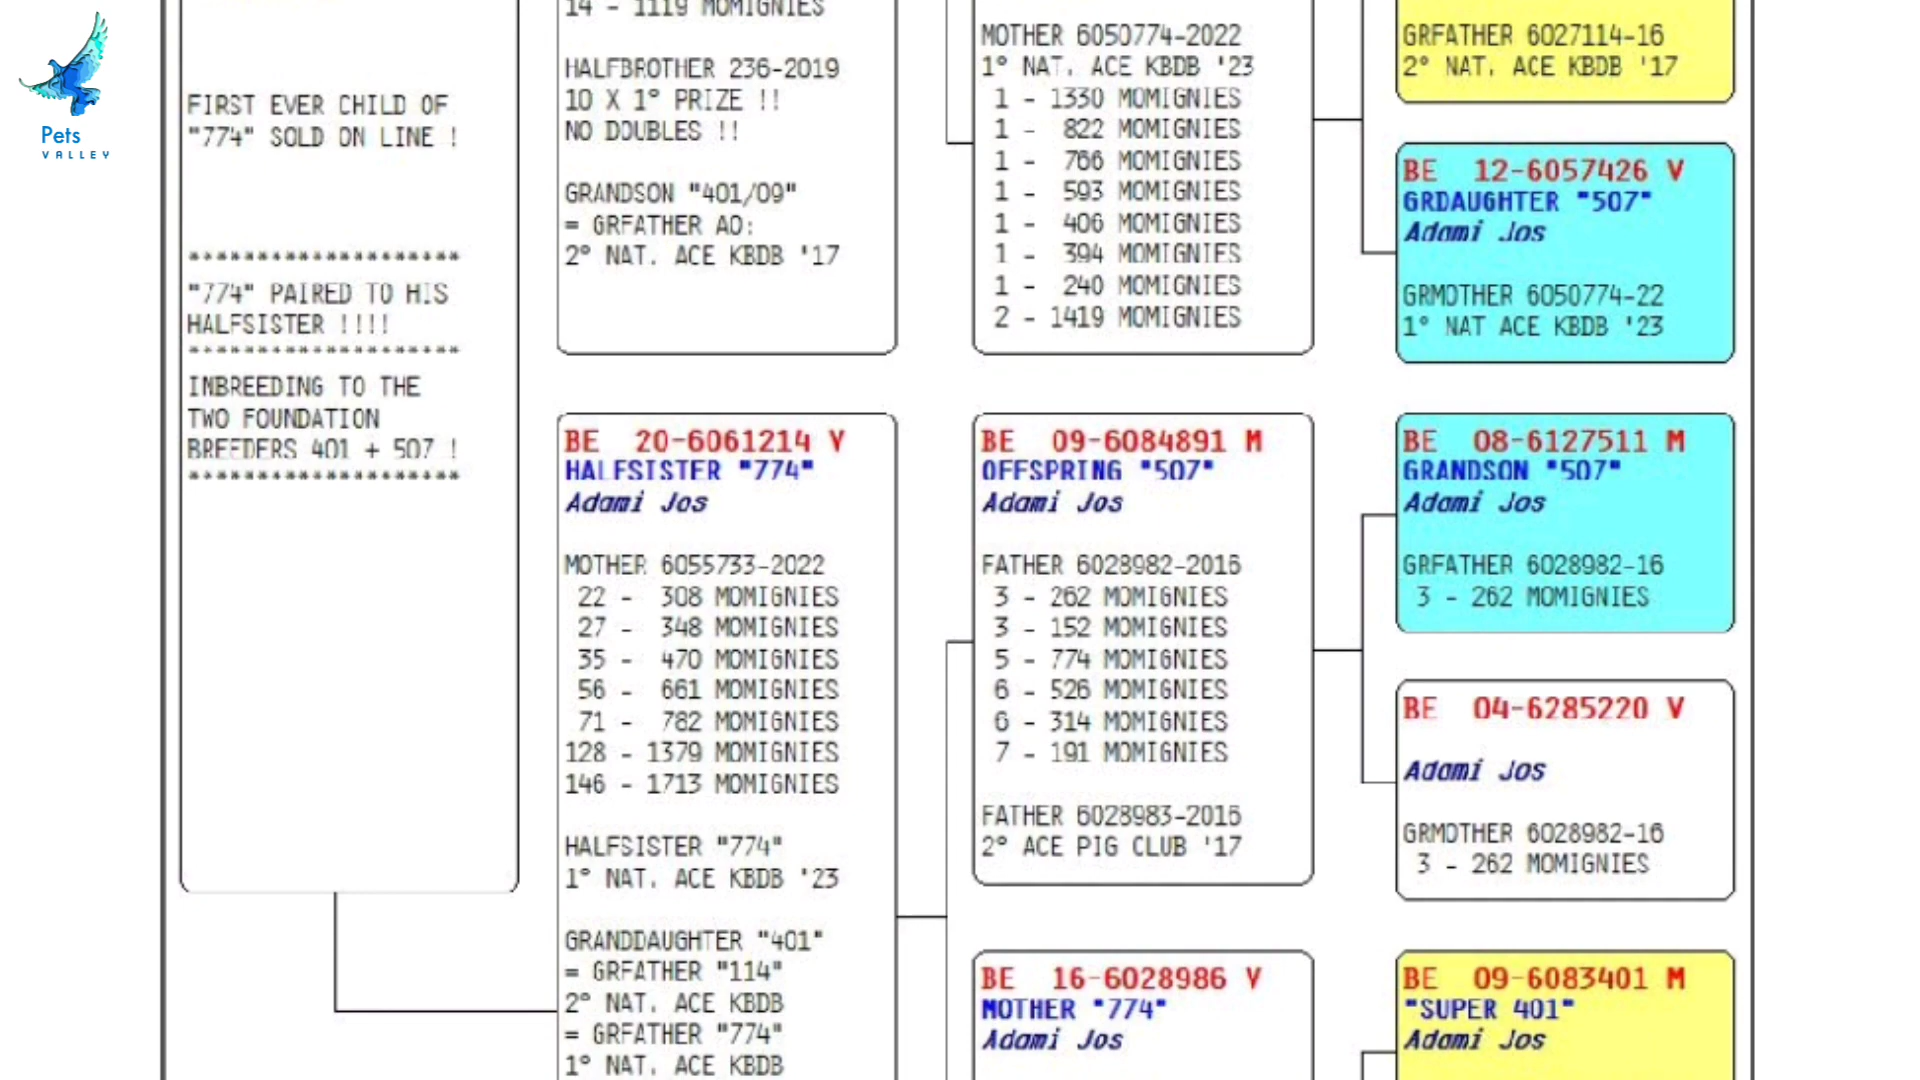 Pets
VALLEY
FIRST EVER CHILD OF
"774" SOLD ON LINE !
********************
"774" PAIRED TO HIS
HALFSISTER !!!!
********************
INBREEDING TO THE
TWO FOUNDATION
BREEDERS 401 + 507 !
********************
14 - 1119 MOMIGNIES
HALFBROTHER 236-2019
10 X 1° PRIZE !!
NO DOUBLES !!
GRANDSON "401/09"
= GRFATHER AO:
2° NAT. ACE KBDB '17
BE 20-6061214 V
HALFSISTER "774"
Adami Jos
MOTHER 6055733-2022
22 - 308 MOMIGNIES
27 - 348 MOMIGNIES
35 - 470 MOMIGNIES
56 - 661 MOMIGNIES
71 - 782 MOMIGNIES
128 - 1379 MOMIGNIES
146 - 1713 MOMIGNIES
HALFSISTER "774"
1° NAT. ACE KBDB '23
GRANDDAUGHTER "401"
= GRFATHER "114"
2° NAT. ACE KBDB
= GRFATHER "774"
1° NAT. ACE KBDB
MOTHER 6050774-2022
1° NAT. ACE KBDB '23
1 - 1330 MOMIGNIES
1 - 822 MOMIGNIES
1 - 766 MOMIGNIES
1 - 593 MOMIGNIES
1 - 406 MOMIGNIES
1 - 394 MOMIGNIES
1 - 240 MOMIGNIES
2 - 1419 MOMIGNIES
BE 09-6084891 M
OFFSPRING "507"
Adami Jos
FATHER 6028982-2016
3 - 262 MOMIGNIES
3 - 152 MOMIGNIES
5 - 774 MOMIGNIES
6 - 526 MOMIGNIES
6 - 314 MOMIGNIES
7 - 191 MOMIGNIES
FATHER 6028983-2016
2° ACE PIG CLUB '17
BE 16-6028986 V
MOTHER "774"
Adami Jos
GRFATHER 6027114-16
2° NAT. ACE KBDB '17
BE 12-6057426 V
GRDAUGHTER "507"
Adami Jos
GRMOTHER 6050774-22
1° NAT ACE KBDB '23
BE 08-6127511 M
GRANDSON "507"
Adami Jos
GRFATHER 6028982-16
3 - 262 MOMIGNIES
BE 04-6285220 V
Adami Jos
GRMOTHER 6028982-16
3 - 262 MOMIGNIES
BE 09-6083401 M
"SUPER 401"
Adami Jos